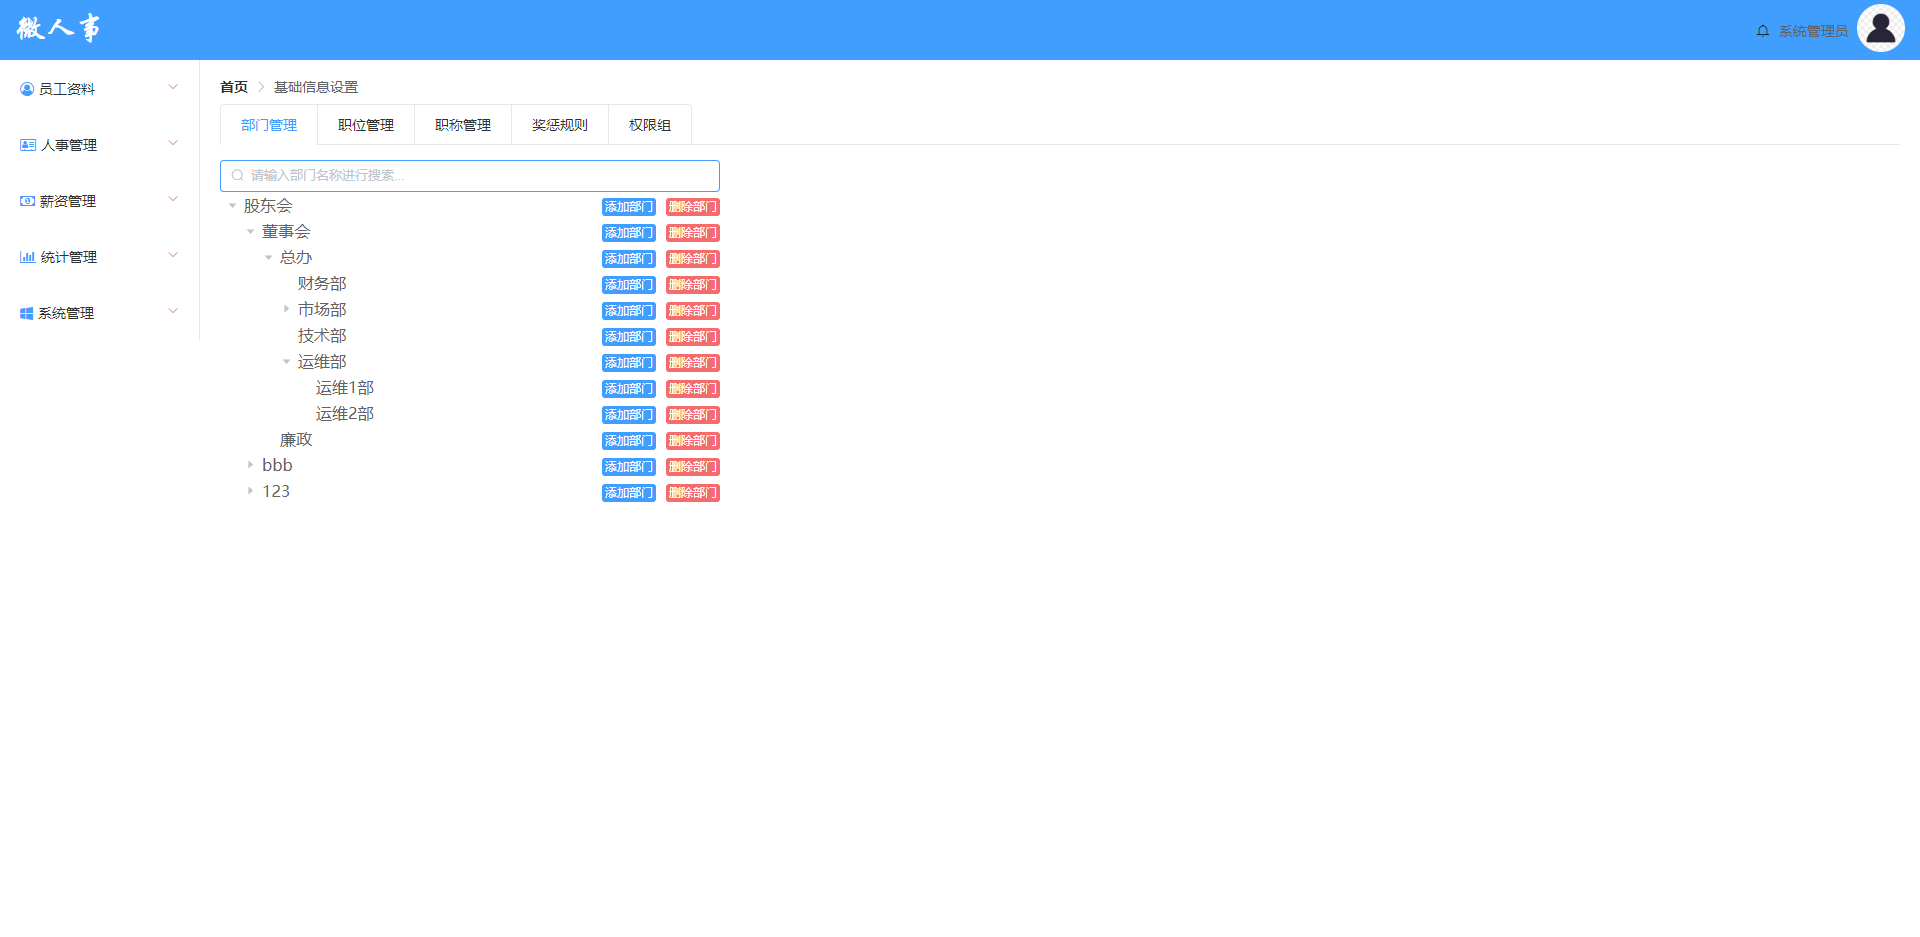 微人事
系统管理员
员工资料
人事管理
薪资管理
统计管理
系统管理
首页 基础信息设置
部门管理 职位管理 职称管理 奖惩规则 权限组
请输入部门名称进行搜索...
股东会 添加部门 删除部门
董事会 添加部门 删除部门
总办 添加部门 删除部门
财务部 添加部门 删除部门
市场部 添加部门 删除部门
技术部 添加部门 删除部门
运维部 添加部门 删除部门
运维1部 添加部门 删除部门
运维2部 添加部门 删除部门
廉政 添加部门 删除部门
bbb 添加部门 删除部门
123 添加部门 删除部门